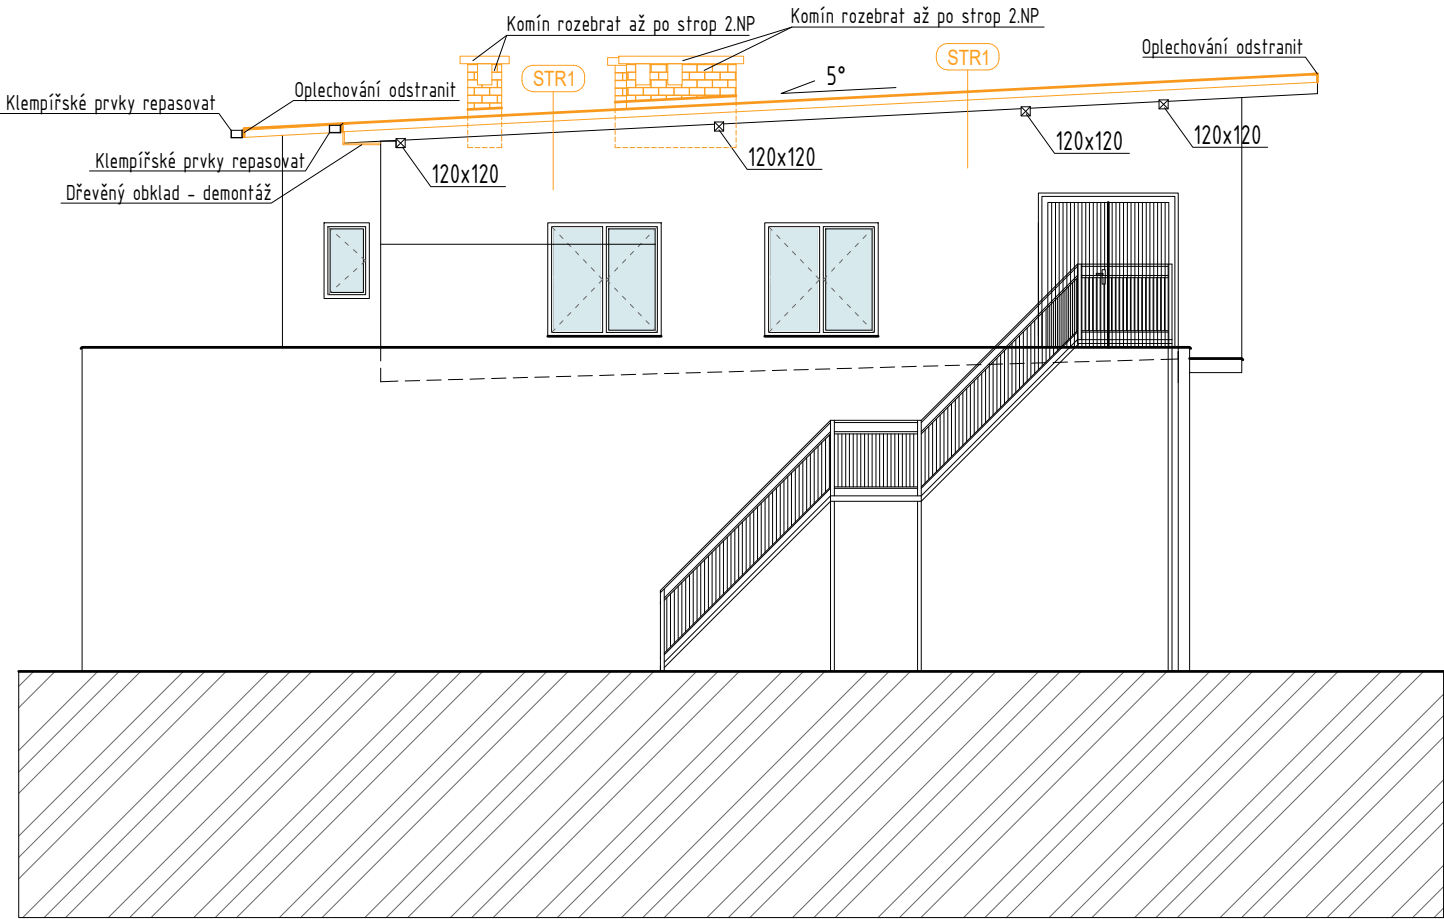 Komín rozebrat až po strop 2.NP
Komín rozebrat až po strop 2.NP
Oplechování odstranit
STR1
STR1
5°
Oplechování odstranit
Klempířské prvky repasovat
Klempířské prvky repasovat
120x120
120x120
120x120
120x120
Dřevěný obklad - demontáž